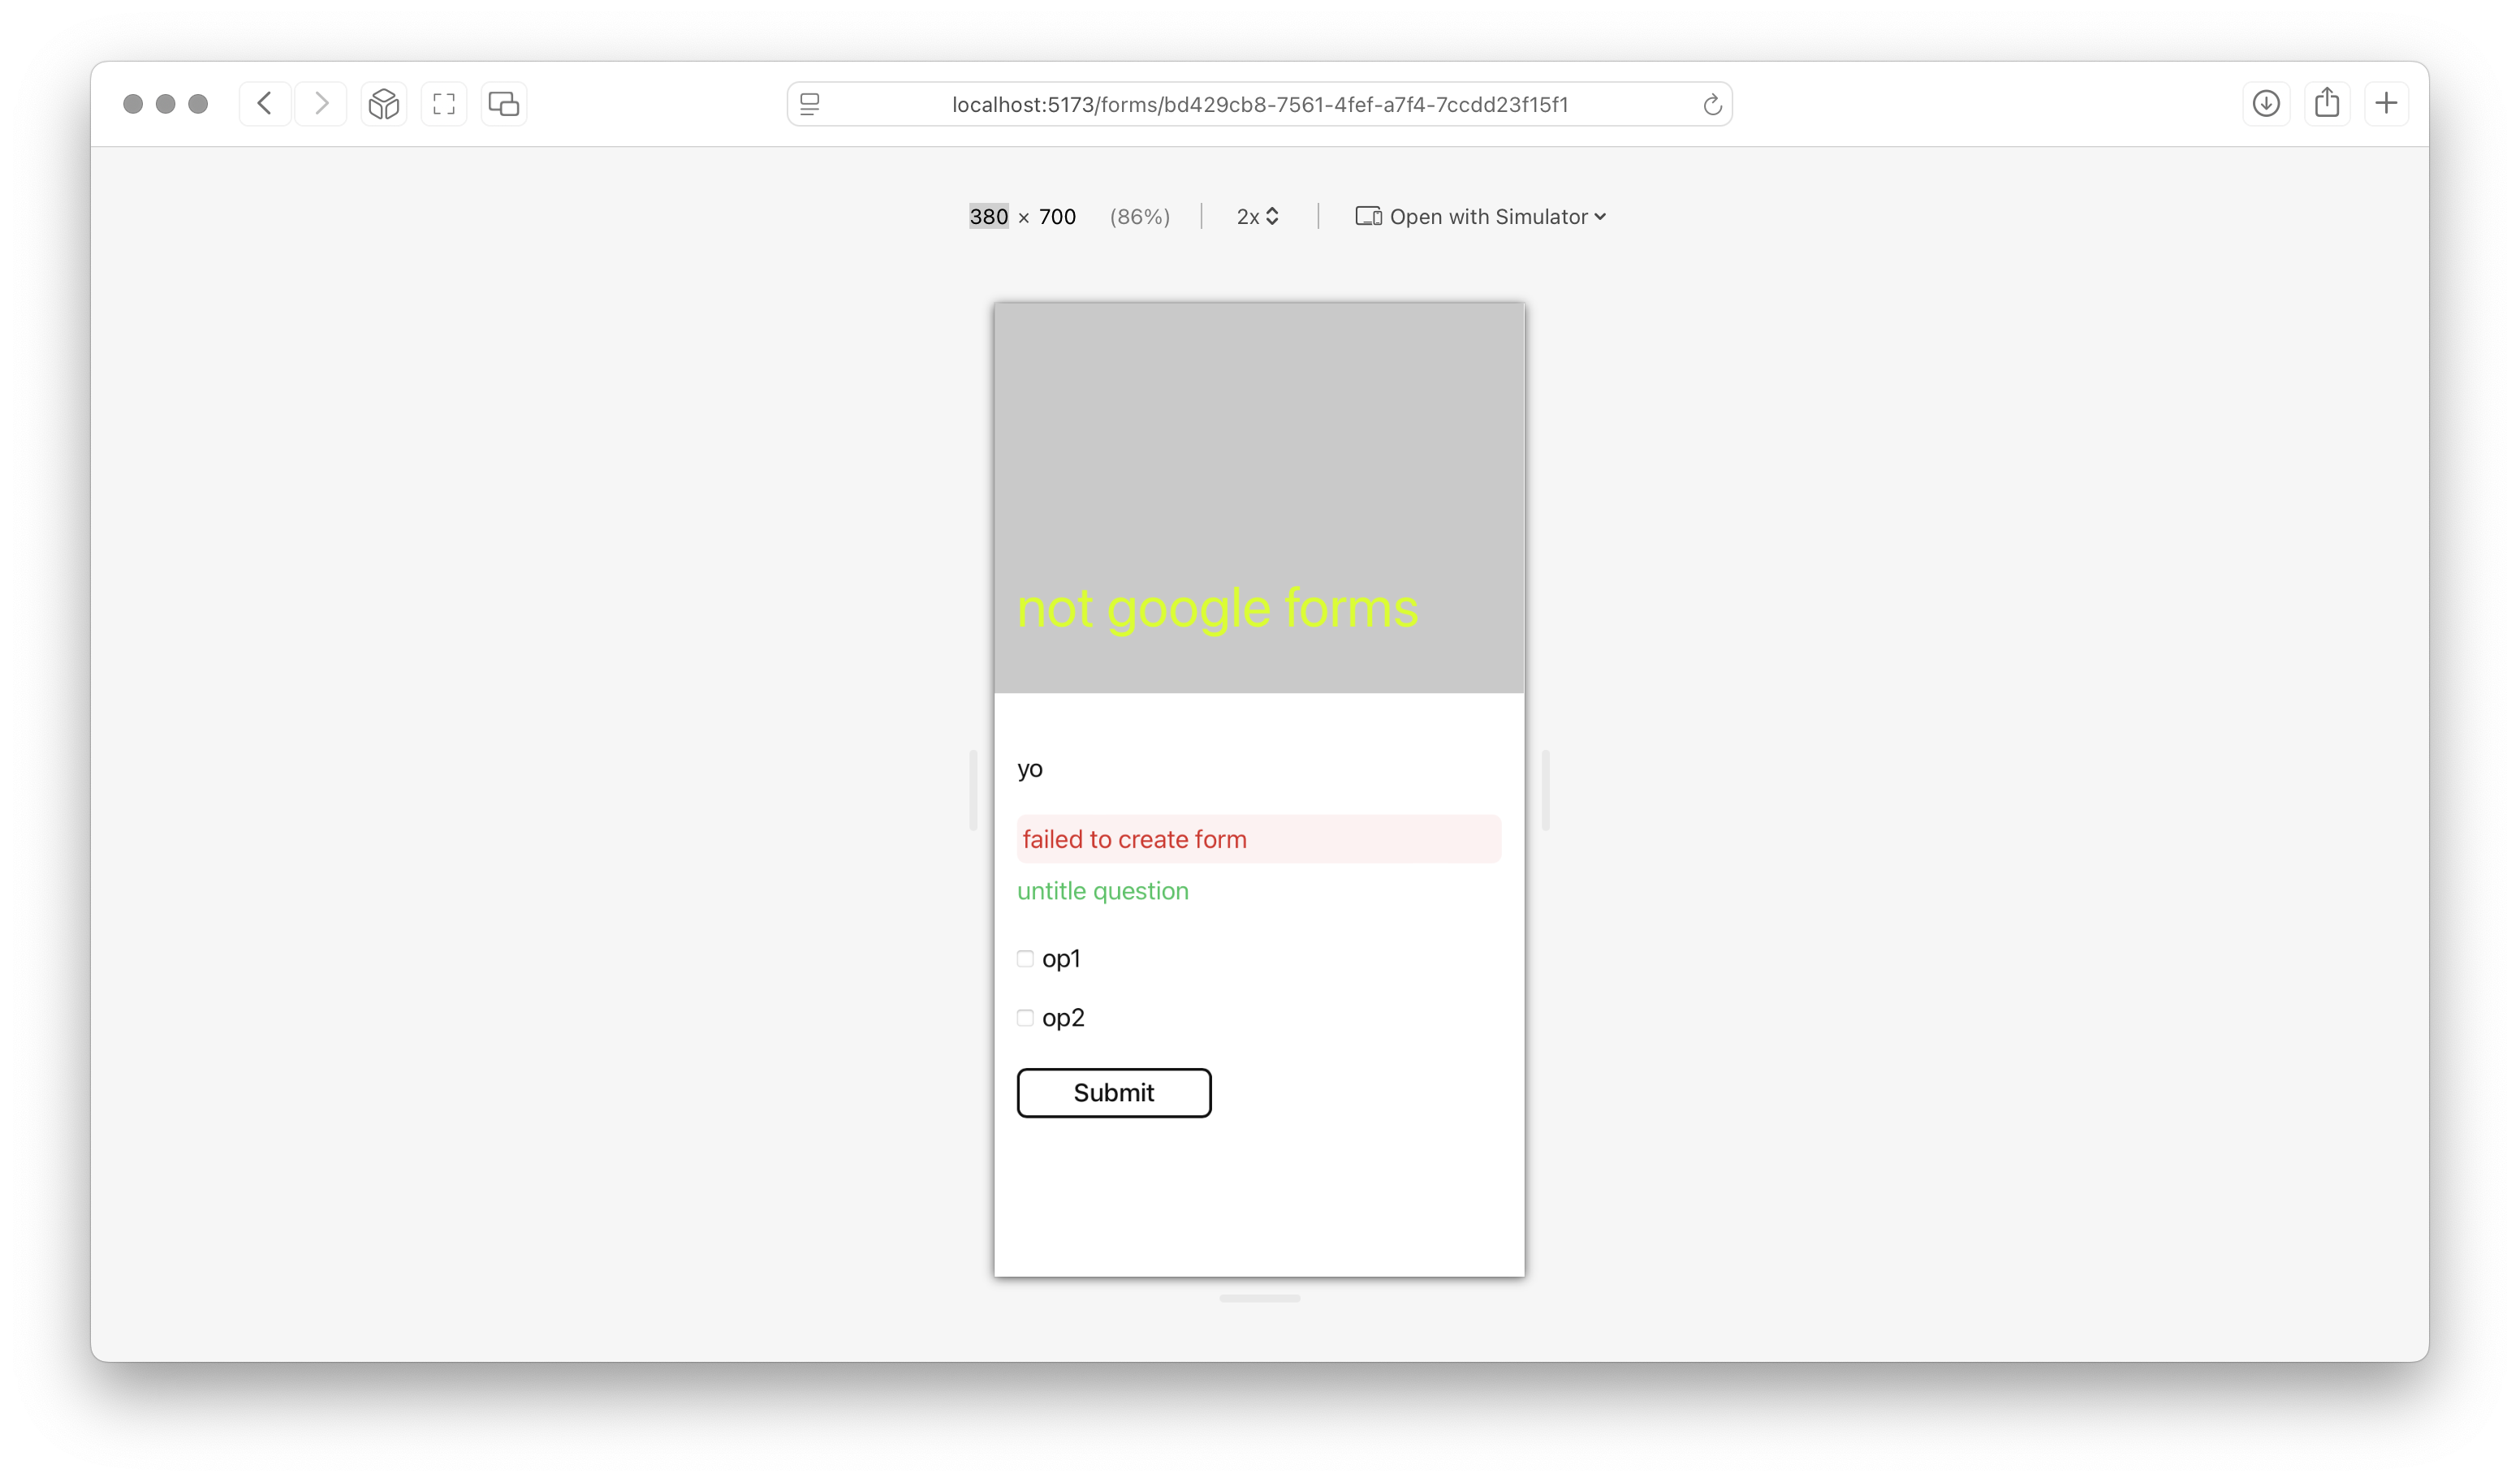 localhost:5173/forms/bd429cb8-7561-4fef-a7f4-7ccdd23f15f1
380 × 700 (86%) 2x Open with Simulator
not google forms
yo
failed to create form
untitle question
op1
op2
Submit